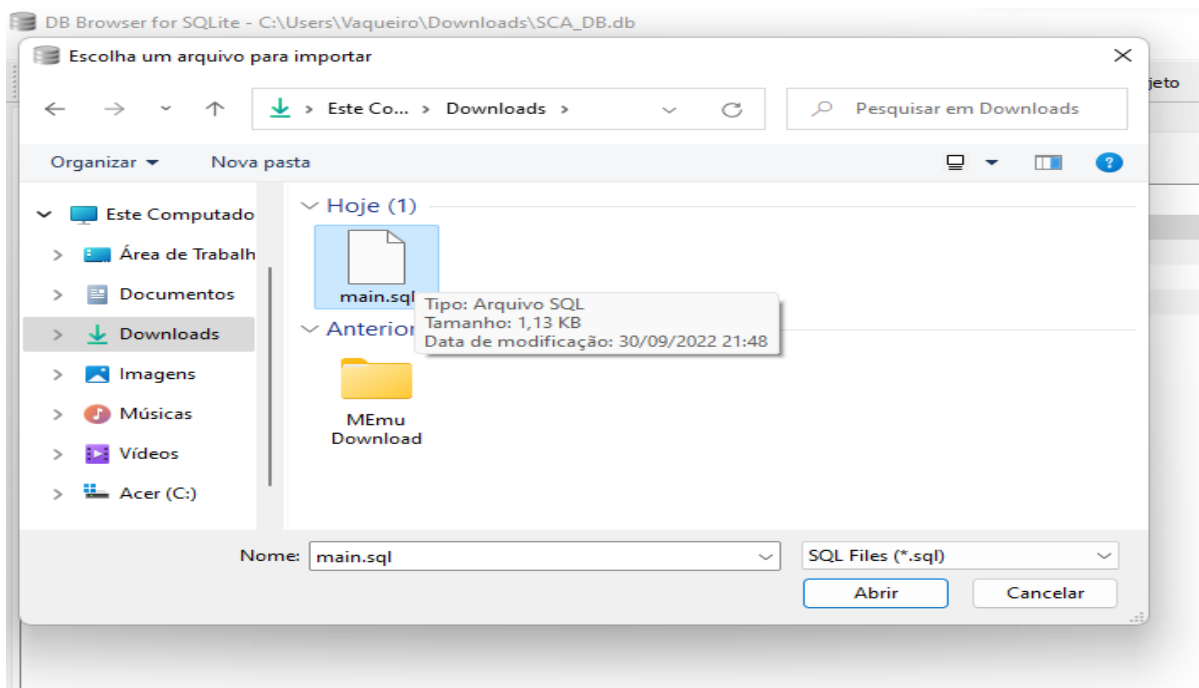 DB Browser for SQLite - C:\Users\Vaqueiro\Downloads\SCA_DB.db
Escolha um arquivo para importar
jeto
Este Co... > Downloads >
Pesquisar em Downloads
Organizar
Nova pasta
Este Computado
Área de Trabalh
Documentos
Downloads
Imagens
Músicas
Vídeos
Acer (C:)
Hoje (1)
main.sql
Tipo: Arquivo SQL
Tamanho: 1,13 KB
Data de modificação: 30/09/2022 21:48
Anterior
MEmu
Download
Nome: main.sql
SQL Files (*.sql)
Abrir
Cancelar